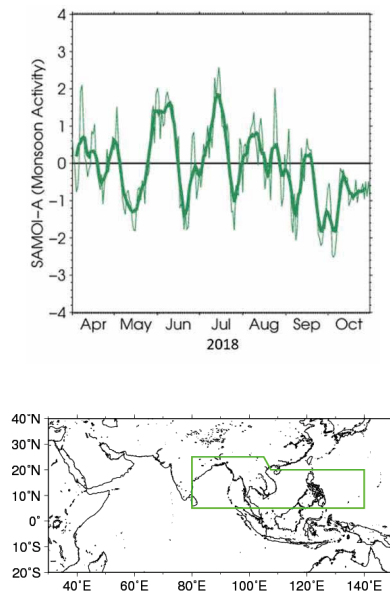 SAMOI-A (Monsoon Activity)
4
3
2
1
0
-1
-2
-3
-4
Apr May Jun Jul Aug Sep Oct
2018
40°N
30°N
20°N
10°N
0°
10°S
20°S
40°E 60°E 80°E 100°E 120°E 140°E